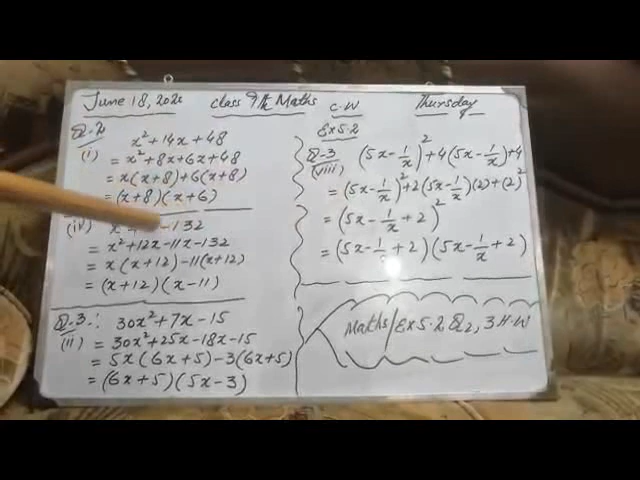 June 18, 2020 class 9th Maths C.W Thursday
Q.2
x² + 14x + 48
(i) = x² + 8x + 6x + 48
= x(x+8) + 6(x+8)
= (x+8)(x+6)
(iv) x² - 132
= x² + 12x - 11x - 132
= x(x+12) - 11(x+12)
= (x+12)(x-11)
Q.3: 30x² + 7x - 15
(ii) = 30x² + 25x - 18x - 15
= 5x(6x+5) - 3(6x+5)
= (6x+5)(5x-3)
Ex5.2
Q-3 (5x - 1/x)² + 4(5x - 1/x) + 4
(viii) = (5x - 1/x)² + 2(5x - 1/x)(2) + (2)²
= (5x - 1/x + 2)²
= (5x - 1/x + 2)(5x - 1/x + 2)
Maths/Ex5.2 Q2, 3 H.W